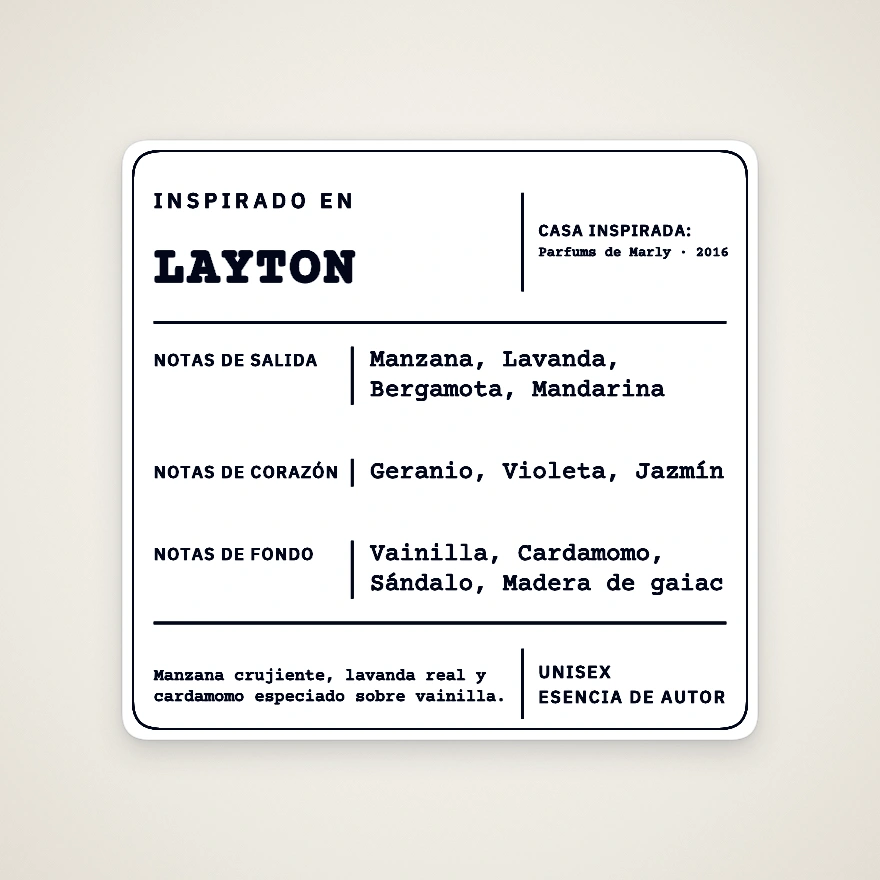 INSPIRADO EN
LAYTON
CASA INSPIRADA:
Parfums de Marly · 2016
NOTAS DE SALIDA
Manzana, Lavanda,
Bergamota, Mandarina
NOTAS DE CORAZÓN
Geranio, Violeta, Jazmín
NOTAS DE FONDO
Vainilla, Cardamomo,
Sándalo, Madera de gaiac
Manzana crujiente, lavanda real y
cardamomo especiado sobre vainilla.
UNISEX
ESENCIA DE AUTOR